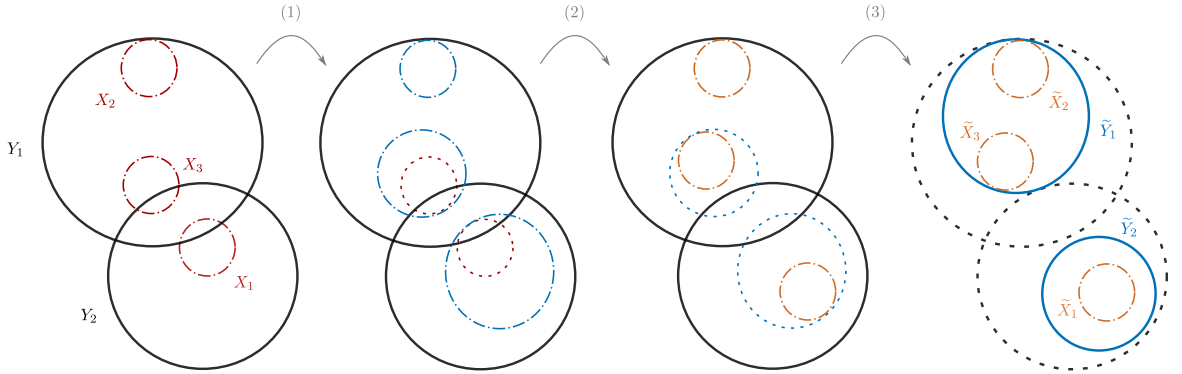 (1)
(2)
(3)
X₂
Y₁
X₃
X₁
Y₂
X̃₂
Ỹ₁
X̃₃
Ỹ₂
X̃₁